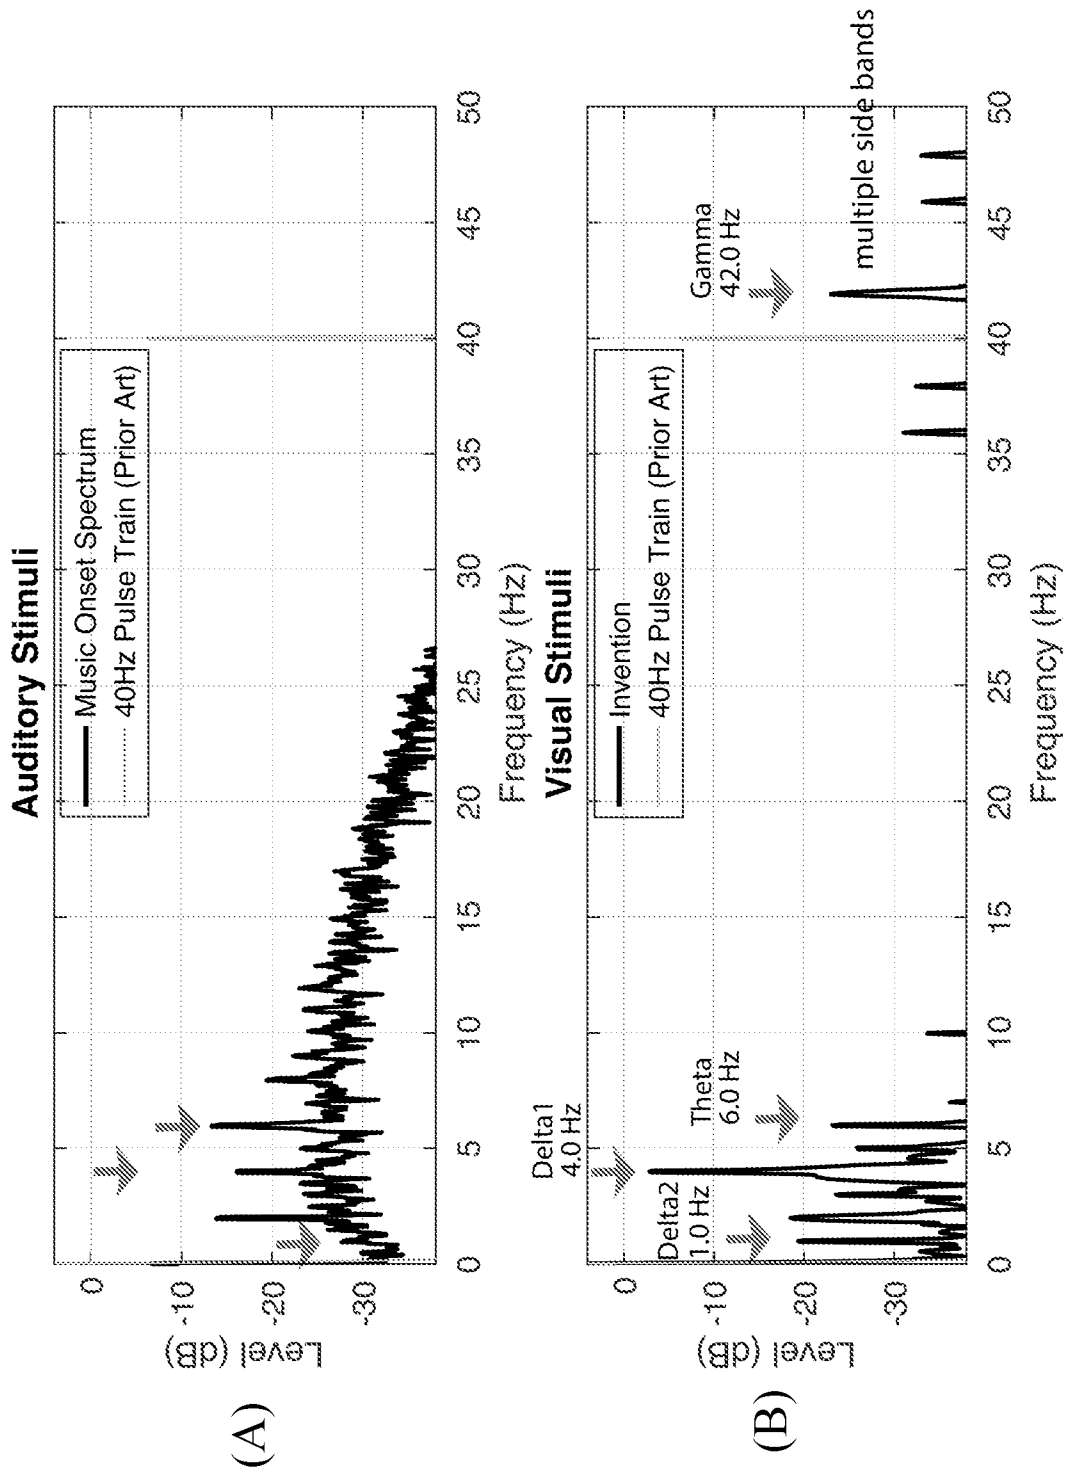 Auditory Stimuli
Music Onset Spectrum
40Hz Pulse Train (Prior Art)
0
-10
-20
-30
Level (dB)
0
5
10
15
20
25
30
35
40
45
50
Frequency (Hz)
(A)
Visual Stimuli
Invention
40Hz Pulse Train (Prior Art)
Delta2
1.0 Hz
Delta1
4.0 Hz
Theta
6.0 Hz
Gamma
42.0 Hz
multiple side bands
0
-10
-20
-30
Level (dB)
0
5
10
15
20
25
30
35
40
45
50
Frequency (Hz)
(B)